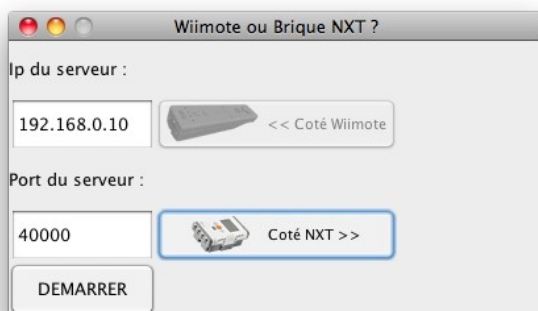 Wiimote ou Brique NXT ?
Ip du serveur :
192.168.0.10
<< Coté Wiimote
Port du serveur :
40000
Coté NXT >>
DEMARRER